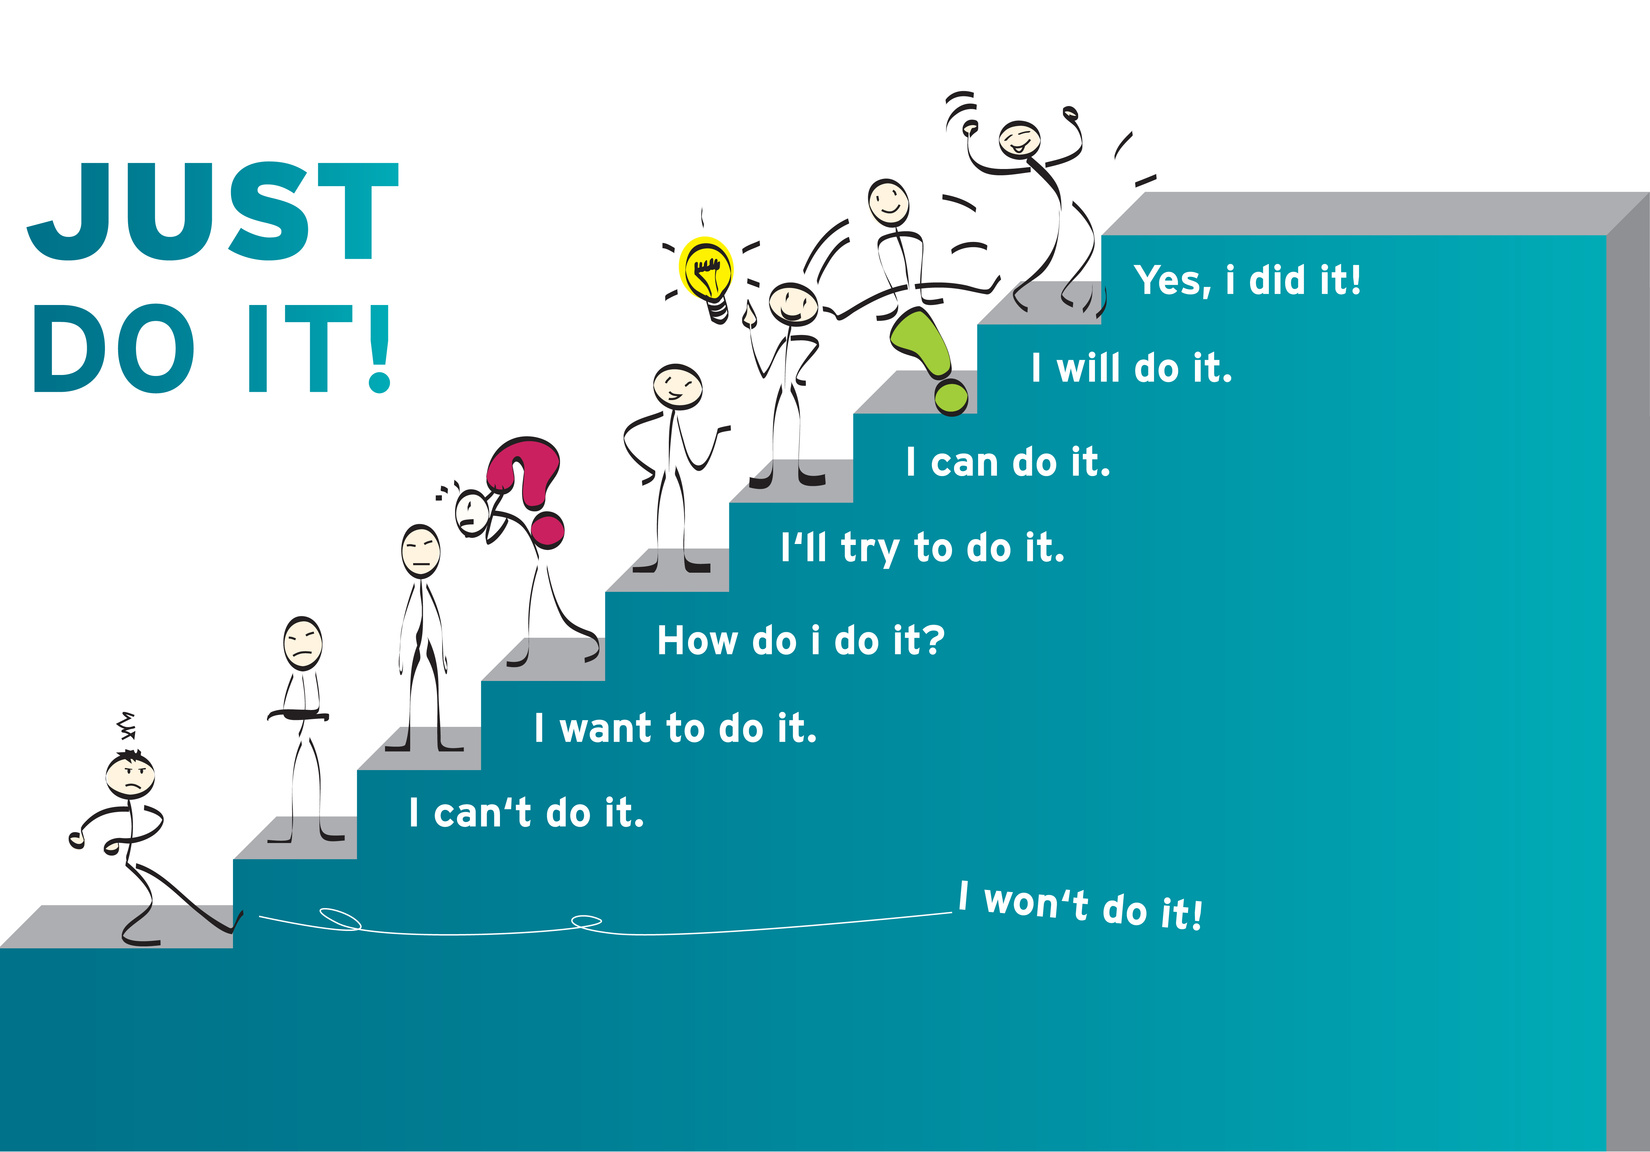 JUST
DO IT!
Yes, i did it!
I will do it.
I can do it.
I‘ll try to do it.
How do i do it?
I want to do it.
I can‘t do it.
I won‘t do it!